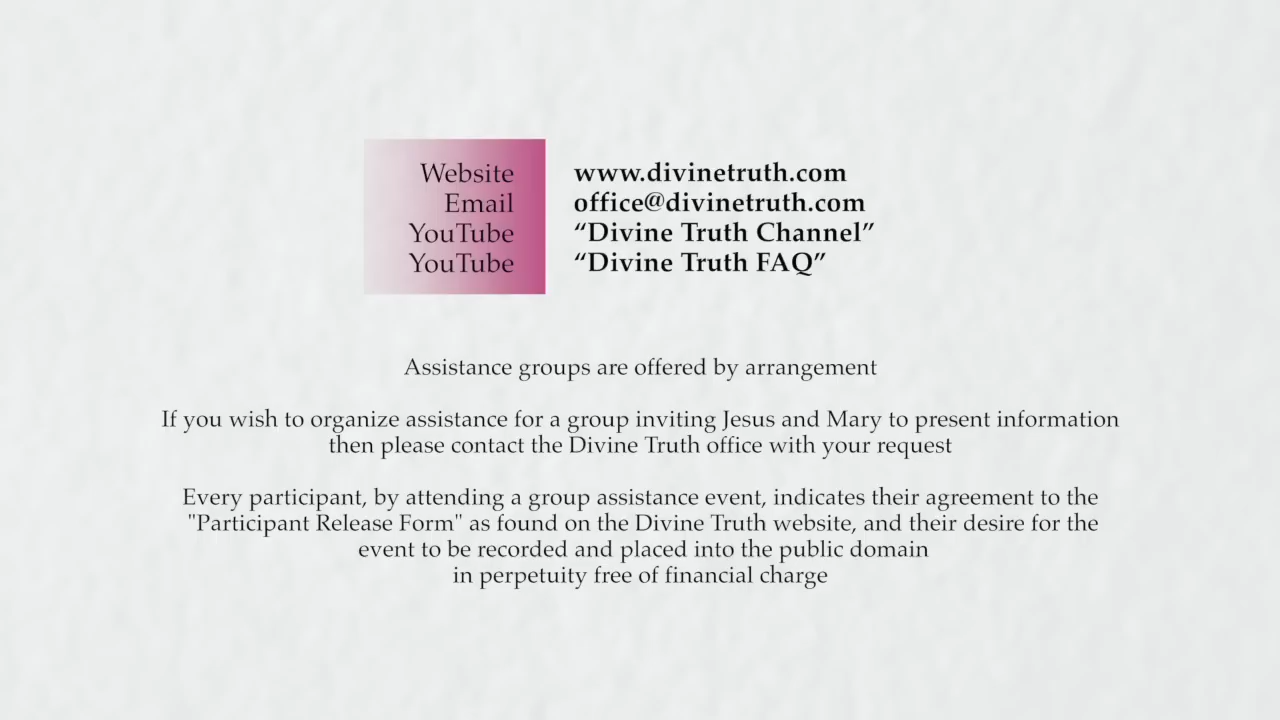 Website www.divinetruth.com
Email office@divinetruth.com
YouTube “Divine Truth Channel”
YouTube “Divine Truth FAQ”
Assistance groups are offered by arrangement
If you wish to organize assistance for a group inviting Jesus and Mary to present information
then please contact the Divine Truth office with your request
Every participant, by attending a group assistance event, indicates their agreement to the
"Participant Release Form" as found on the Divine Truth website, and their desire for the
event to be recorded and placed into the public domain
in perpetuity free of financial charge